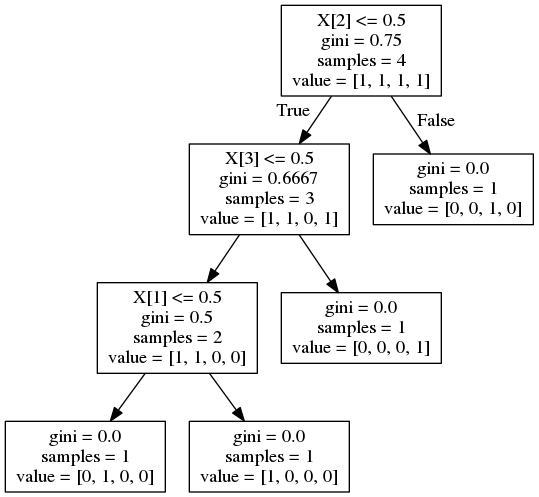 X[2] <= 0.5
gini = 0.75
samples = 4
value = [1, 1, 1, 1]
True
False
X[3] <= 0.5
gini = 0.6667
samples = 3
value = [1, 1, 0, 1]
gini = 0.0
samples = 1
value = [0, 0, 1, 0]
X[1] <= 0.5
gini = 0.5
samples = 2
value = [1, 1, 0, 0]
gini = 0.0
samples = 1
value = [0, 0, 0, 1]
gini = 0.0
samples = 1
value = [0, 1, 0, 0]
gini = 0.0
samples = 1
value = [1, 0, 0, 0]